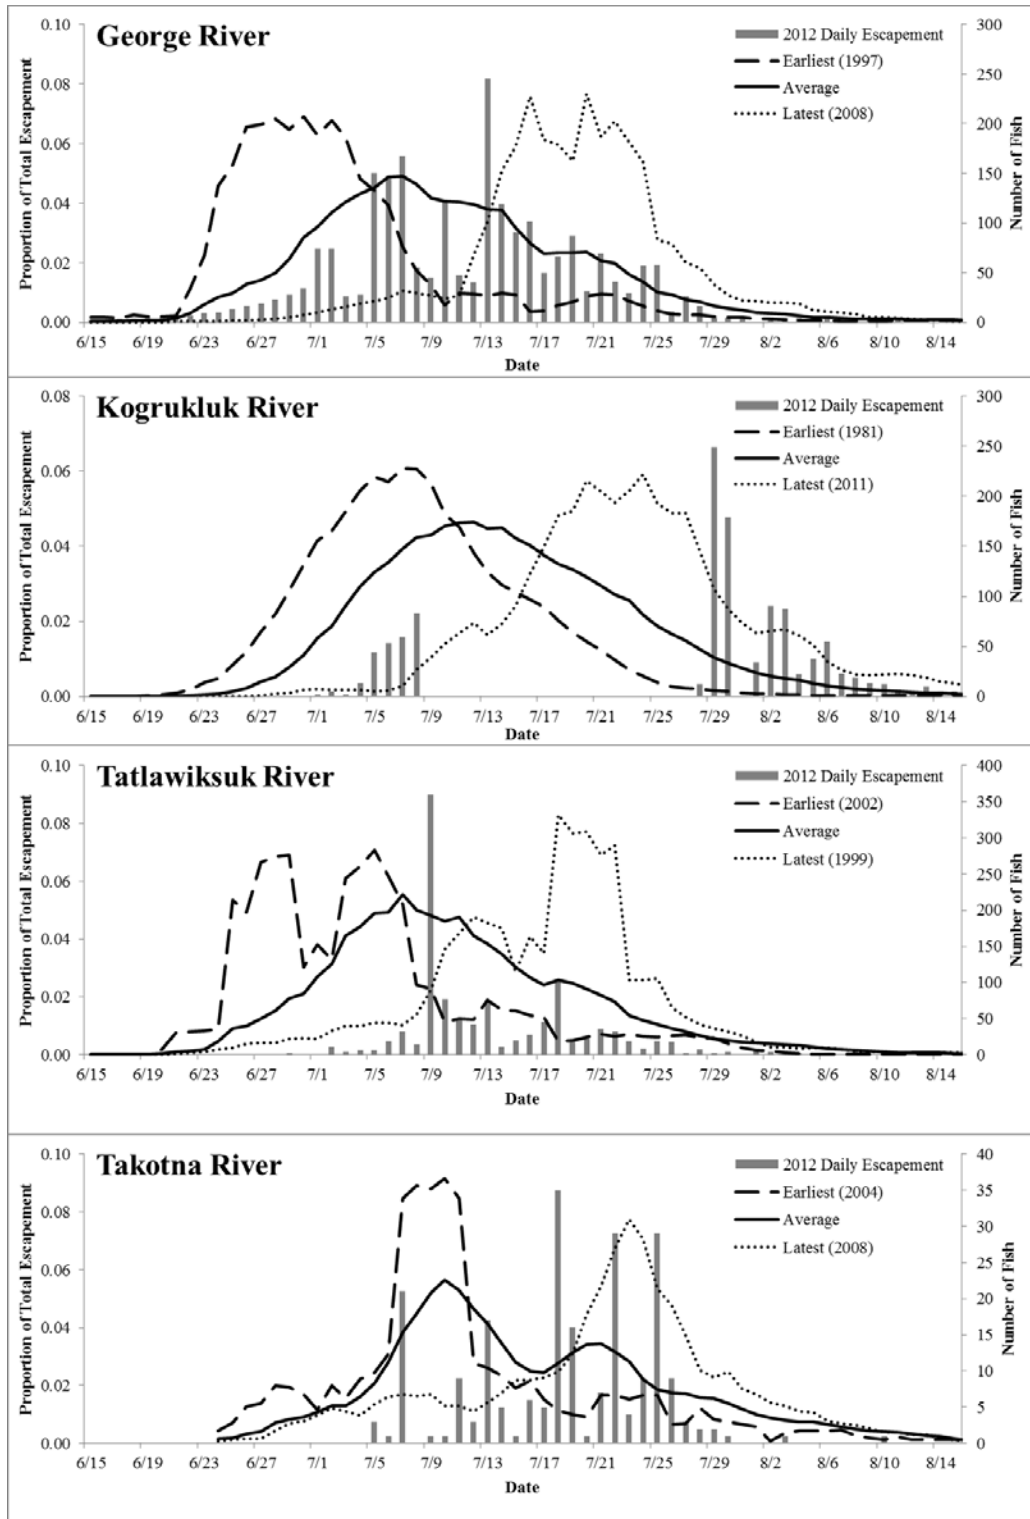 George River
2012 Daily Escapement
Earliest (1997)
Average
Latest (2008)
Proportion of Total Escapement
0.10
0.08
0.06
0.04
0.02
0.00
300
250
200
150
100
50
0
Number of Fish
6/15 6/19 6/23 6/27 7/1 7/5 7/9 7/13 7/17 7/21 7/25 7/29 8/2 8/6 8/10 8/14
Date
Kogrukluk River
2012 Daily Escapement
Earliest (1981)
Average
Latest (2011)
Proportion of Total Escapement
0.08
0.06
0.04
0.02
0.00
300
250
200
150
100
50
0
Number of Fish
6/15 6/19 6/23 6/27 7/1 7/5 7/9 7/13 7/17 7/21 7/25 7/29 8/2 8/6 8/10 8/14
Date
Tatlawiksuk River
2012 Daily Escapement
Earliest (2002)
Average
Latest (1999)
Proportion of Total Escapement
0.10
0.08
0.06
0.04
0.02
0.00
400
350
300
250
200
150
100
50
0
Number of Fish
6/15 6/19 6/23 6/27 7/1 7/5 7/9 7/13 7/17 7/21 7/25 7/29 8/2 8/6 8/10 8/14
Date
Takotna River
2012 Daily Escapement
Earliest (2004)
Average
Latest (2008)
Proportion of Total Escapement
0.10
0.08
0.06
0.04
0.02
0.00
40
35
30
25
20
15
10
5
0
Number of Fish
6/15 6/19 6/23 6/27 7/1 7/5 7/9 7/13 7/17 7/21 7/25 7/29 8/2 8/6 8/10 8/14
Date